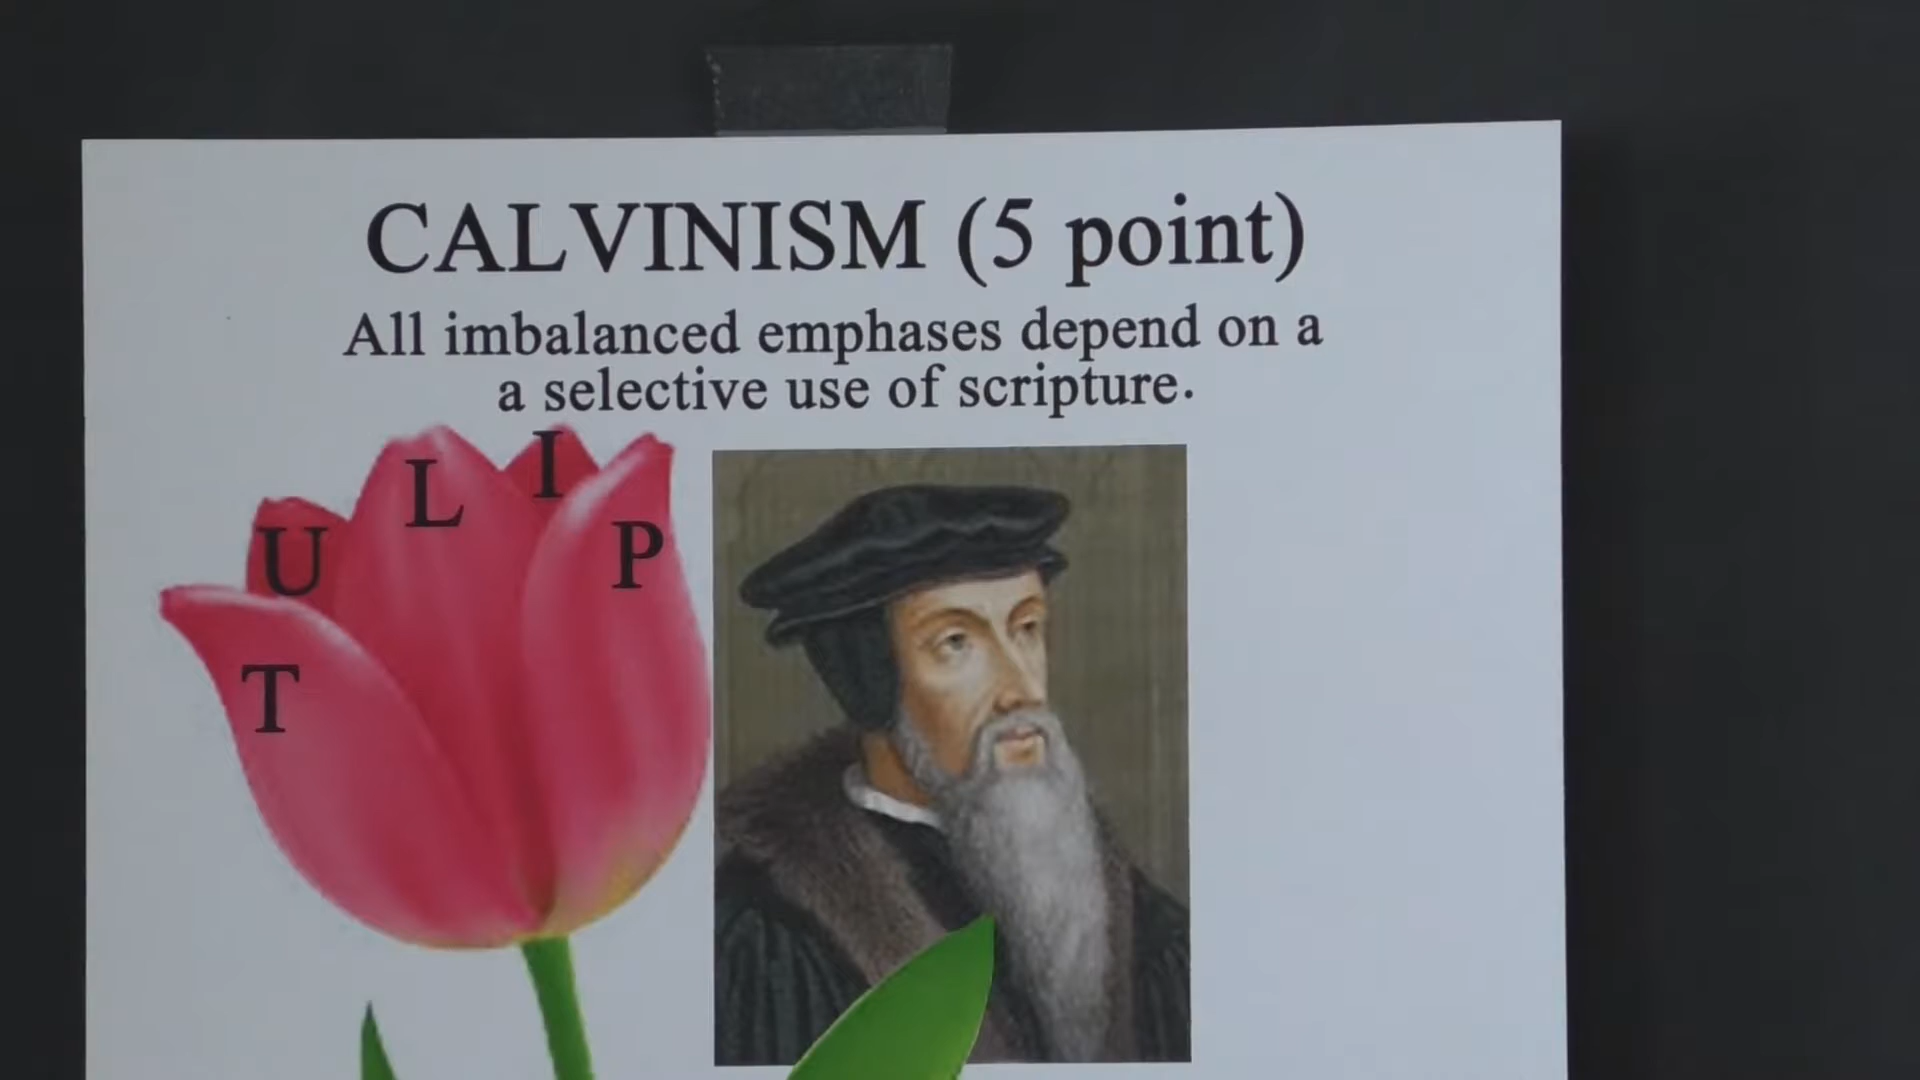 CALVINISM (5 point)
All imbalanced emphases depend on a
a selective use of scripture.
T
U
L
I
P